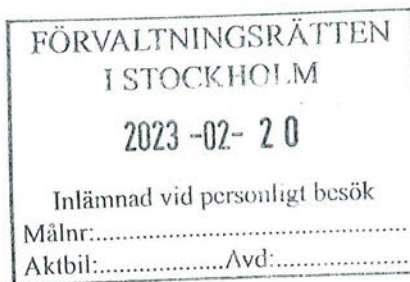 FÖRVALTNINGSRÄTTEN
I STOCKHOLM
2023-02-20
Inlämnad vid personligt besök
Målnr:.......................................................
Aktbil:......................Avd:.......................